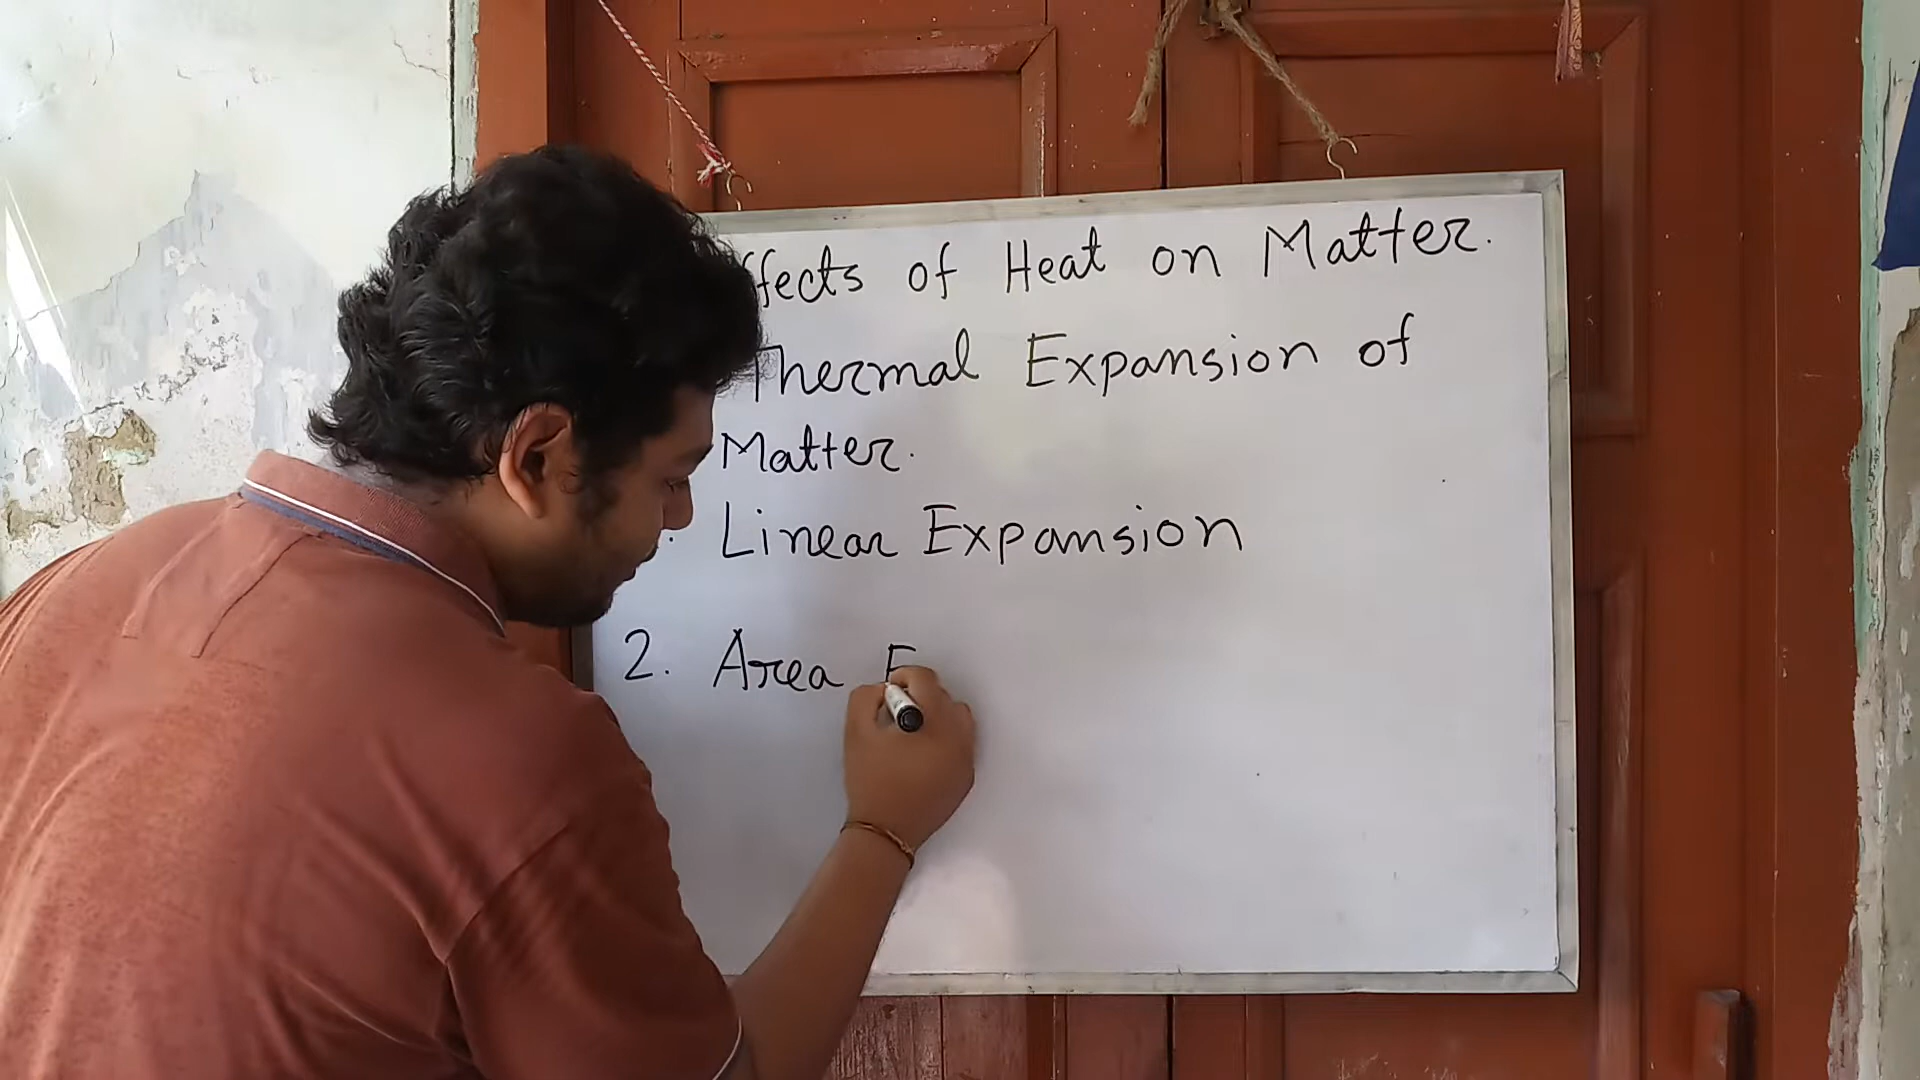 ffects of Heat on Matter.
Thermal Expansion of
Matter.
. Linear Expansion
2. Area E